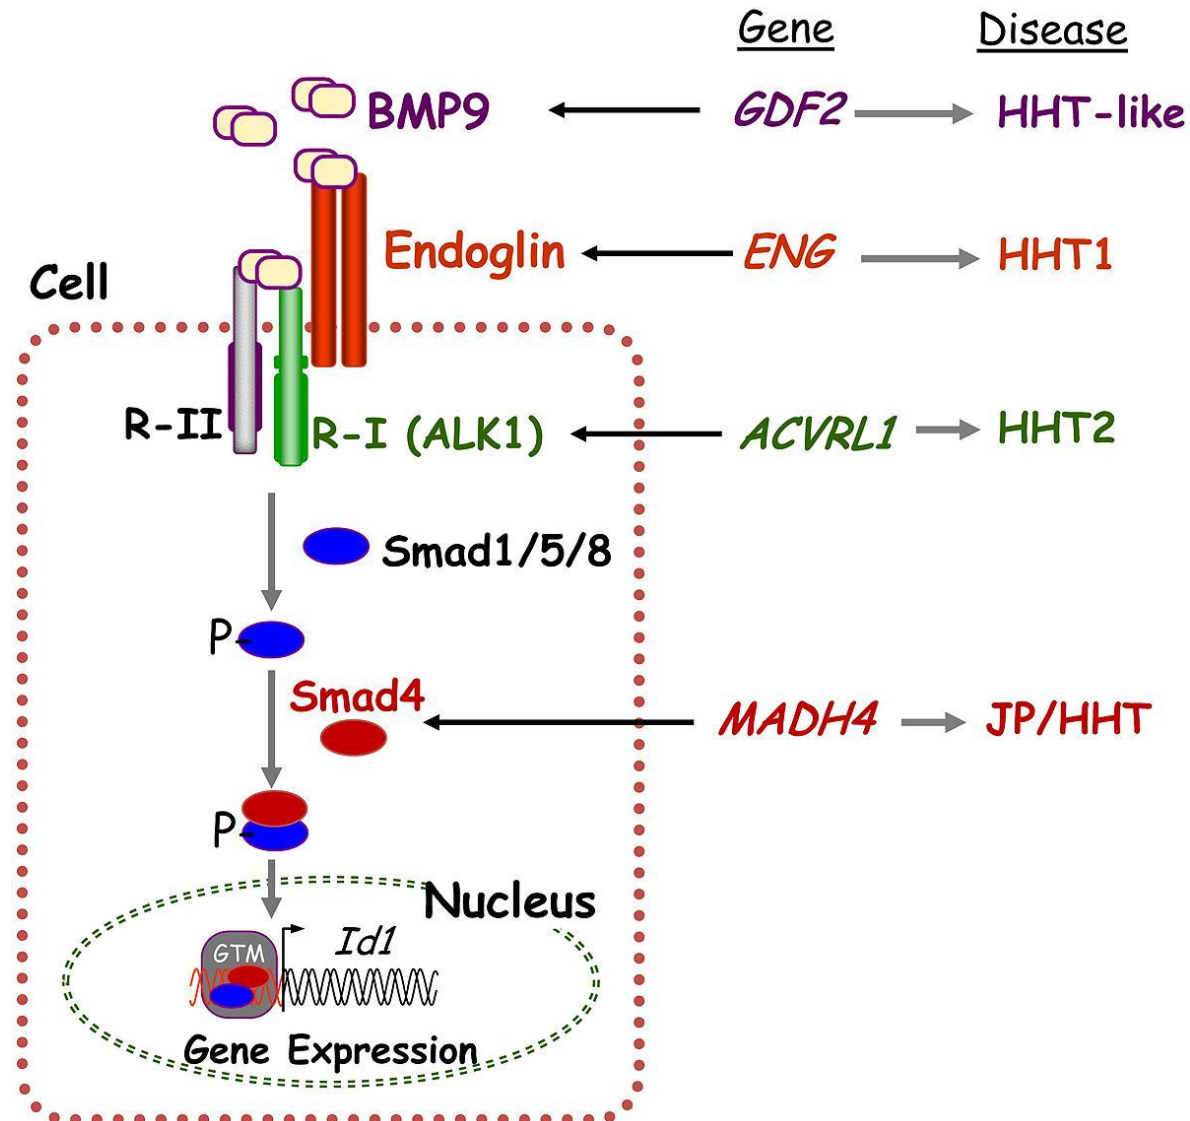 Gene Disease
BMP9 GDF2 HHT-like
Endoglin ENG HHT1
Cell
R-II R-I (ALK1) ACVRL1 HHT2
Smad1/5/8
P-
Smad4 MADH4 JP/HHT
P-
Nucleus
GTM Id1
Gene Expression